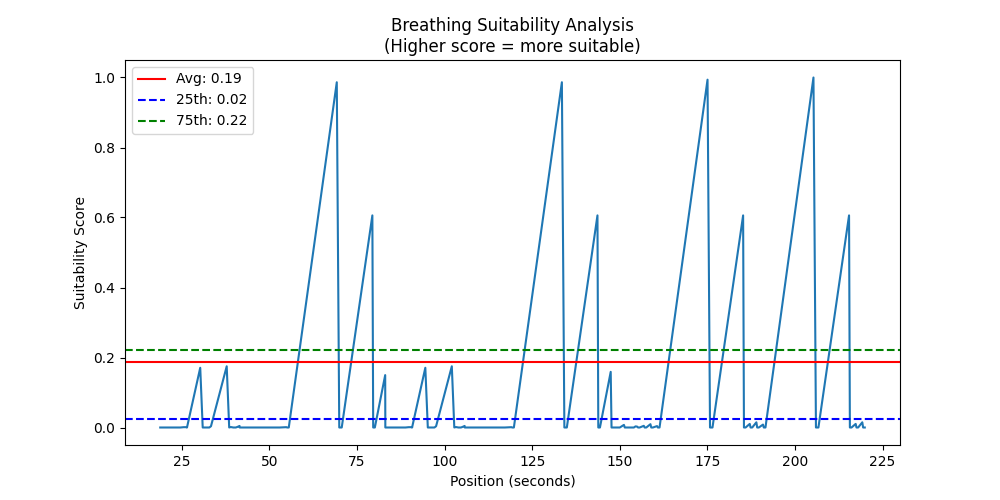 Breathing Suitability Analysis
(Higher score = more suitable)
Avg: 0.19
25th: 0.02
75th: 0.22
1.0
0.8
0.6
0.4
0.2
0.0
Suitability Score
25 50 75 100 125 150 175 200 225
Position (seconds)